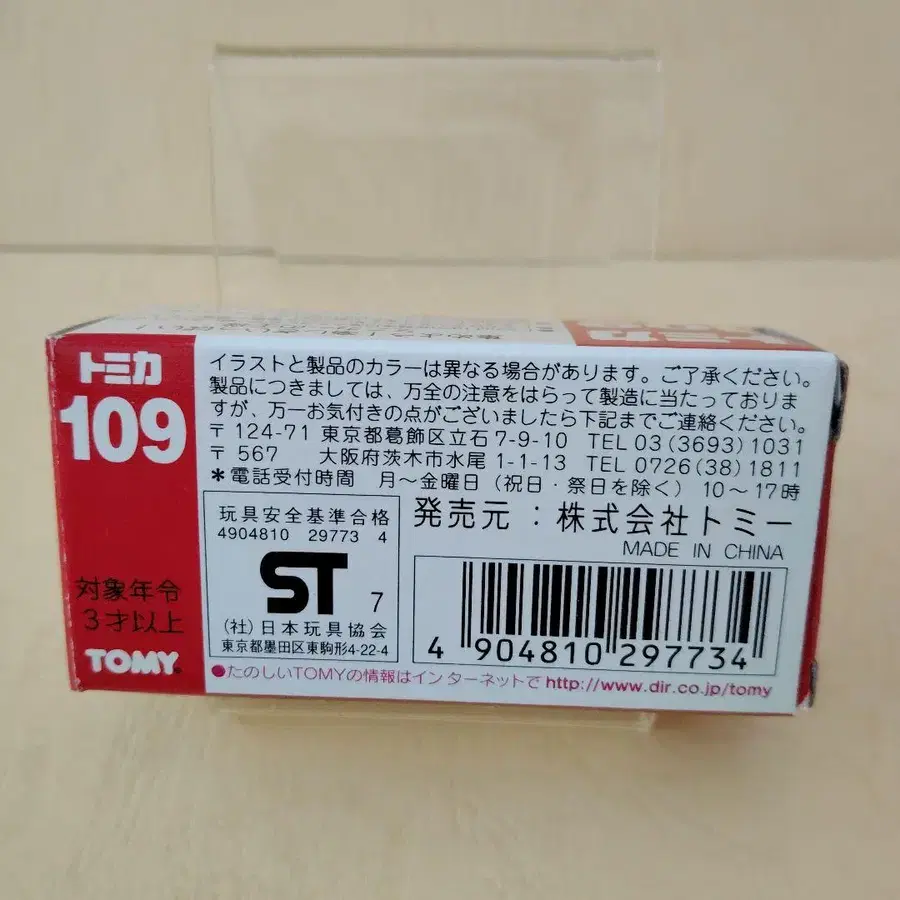 トミカ
109
対象年令
3才以上
TOMY
イラストと製品のカラーは異なる場合があります。ご了承ください。
製品につきましては、万全の注意をはらって製造に当たっておりま
すが、万一お気付きの点がございましたら下記までご連絡ください。
〒124-71 東京都葛飾区立石7-9-10 TEL 03(3693)1031
〒567 大阪府茨木市水尾1-1-13 TEL 0726(38)1811
*電話受付時間 月～金曜日(祝日・祭日を除く) 10～17時
玩具安全基準合格
4904810 29773 4
ST 7
(社)日本玩具協会
東京都墨田区東駒形4-22-4
発売元:株式会社トミー
MADE IN CHINA
4 904810 297734
●たのしいTOMYの情報はインターネットで http://www.dir.co.jp/tomy